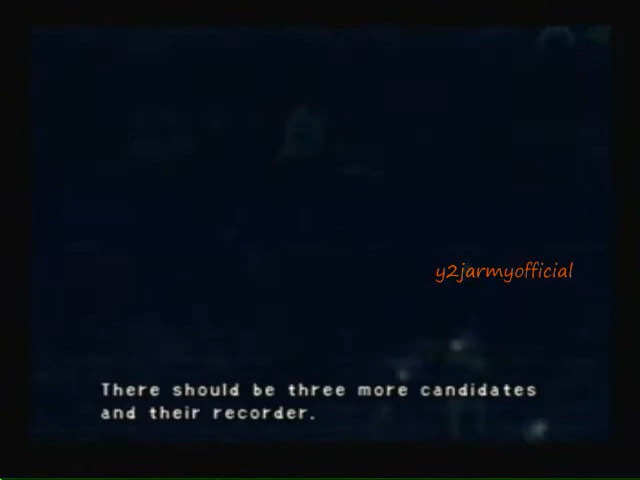 y2jarmyofficial
There should be three more candidates
and their recorder.